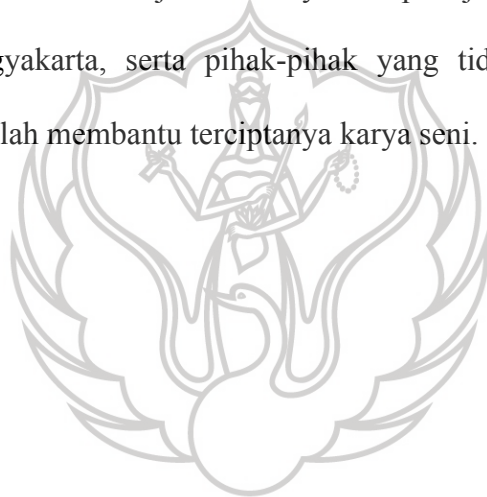 gyakarta, serta pihak-pihak yang tid
lah membantu terciptanya karya seni.